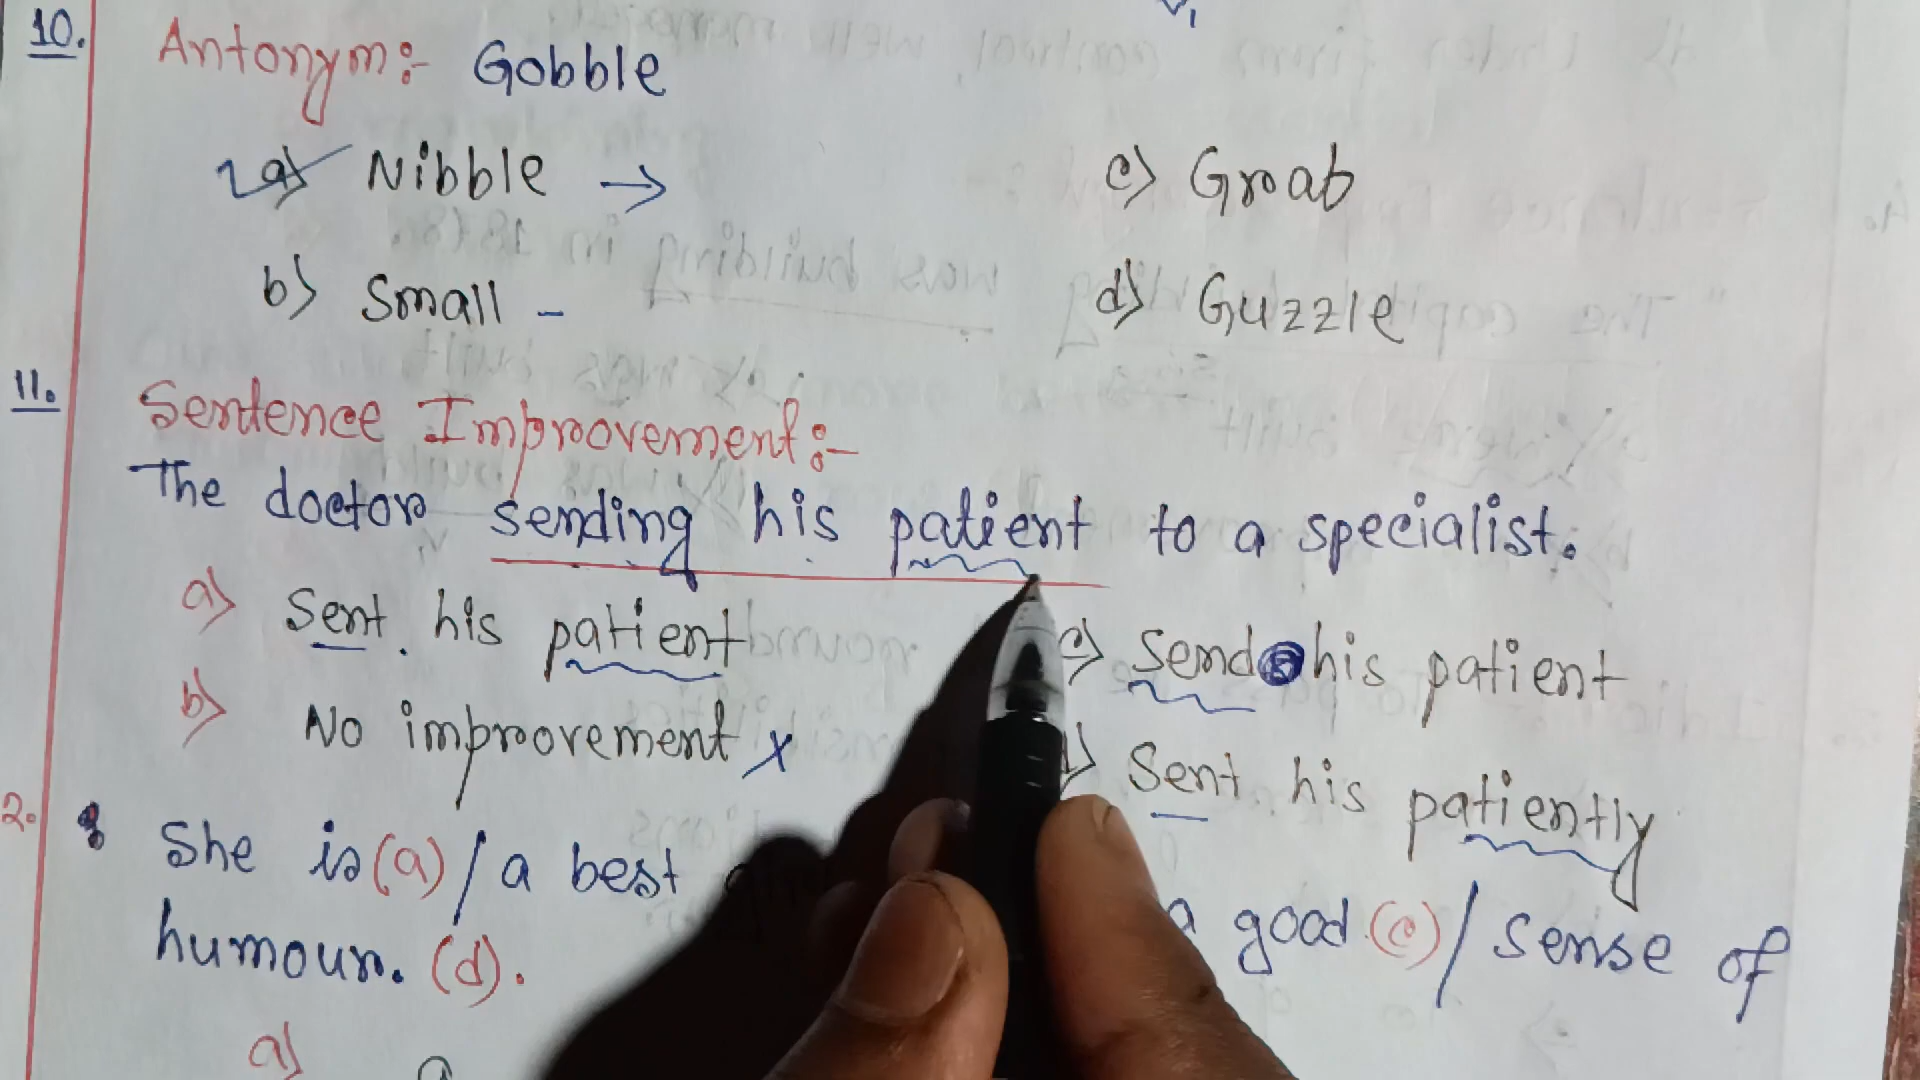 10. Antonym:- Gobble
a) Nibble → c) Grab
b) Small - d) Guzzle
11. Sentence Improvement:-
The doctor sending his patient to a specialist.
a) Sent his patient c) Send his patient
b) No improvement x d) Sent his patiently
2. She is (a) / a best a good (c) / sense of
humour. (d).
a) a